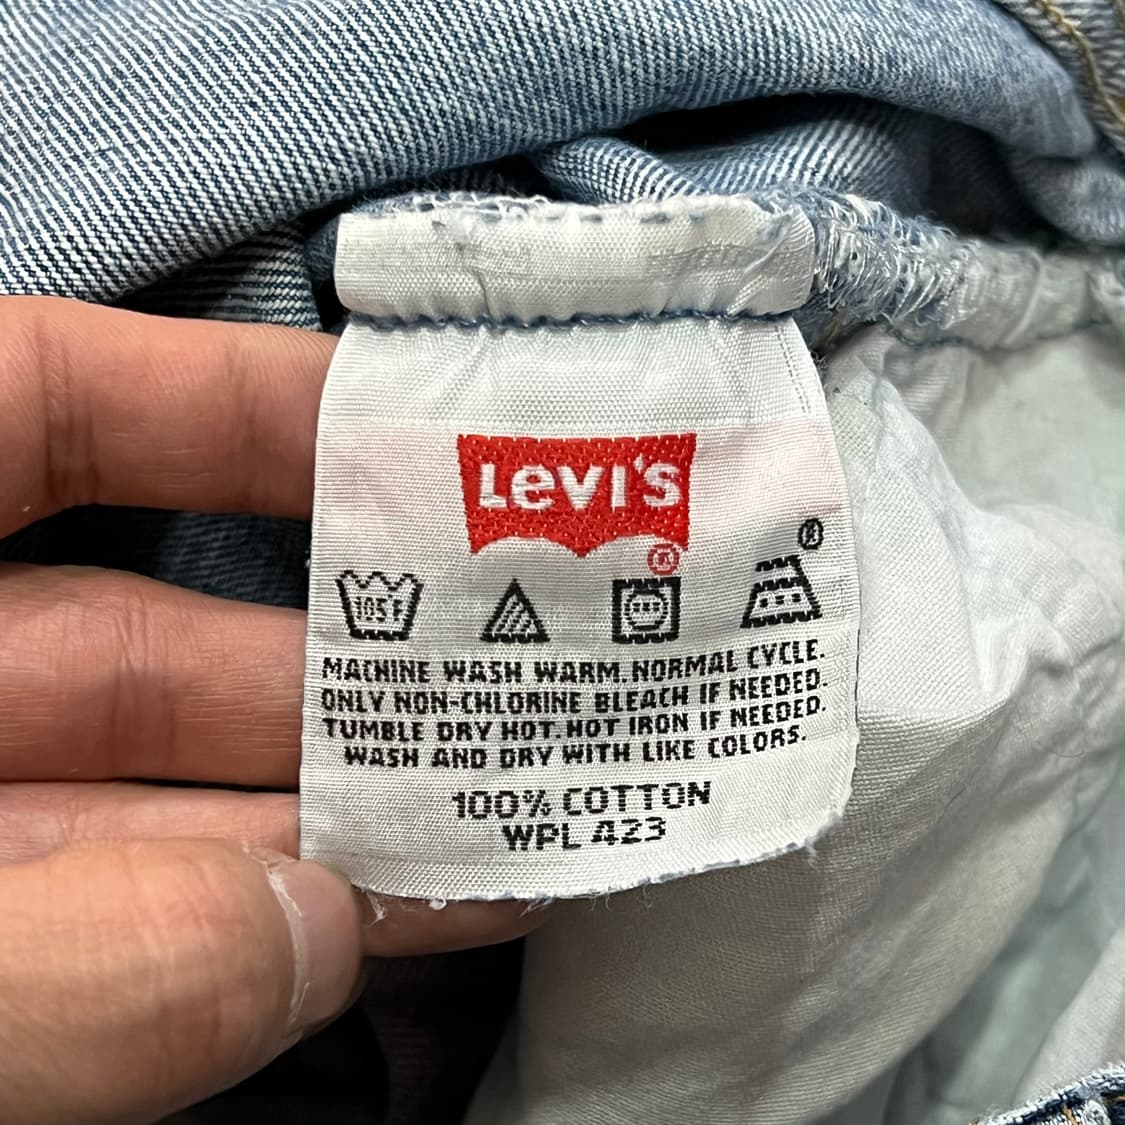 Levi's
®
®
105°F
MACHINE WASH WARM. NORMAL CYCLE.
ONLY NON-CHLORINE BLEACH IF NEEDED.
TUMBLE DRY HOT. HOT IRON IF NEEDED.
WASH AND DRY WITH LIKE COLORS.
100% COTTON
WPL 423